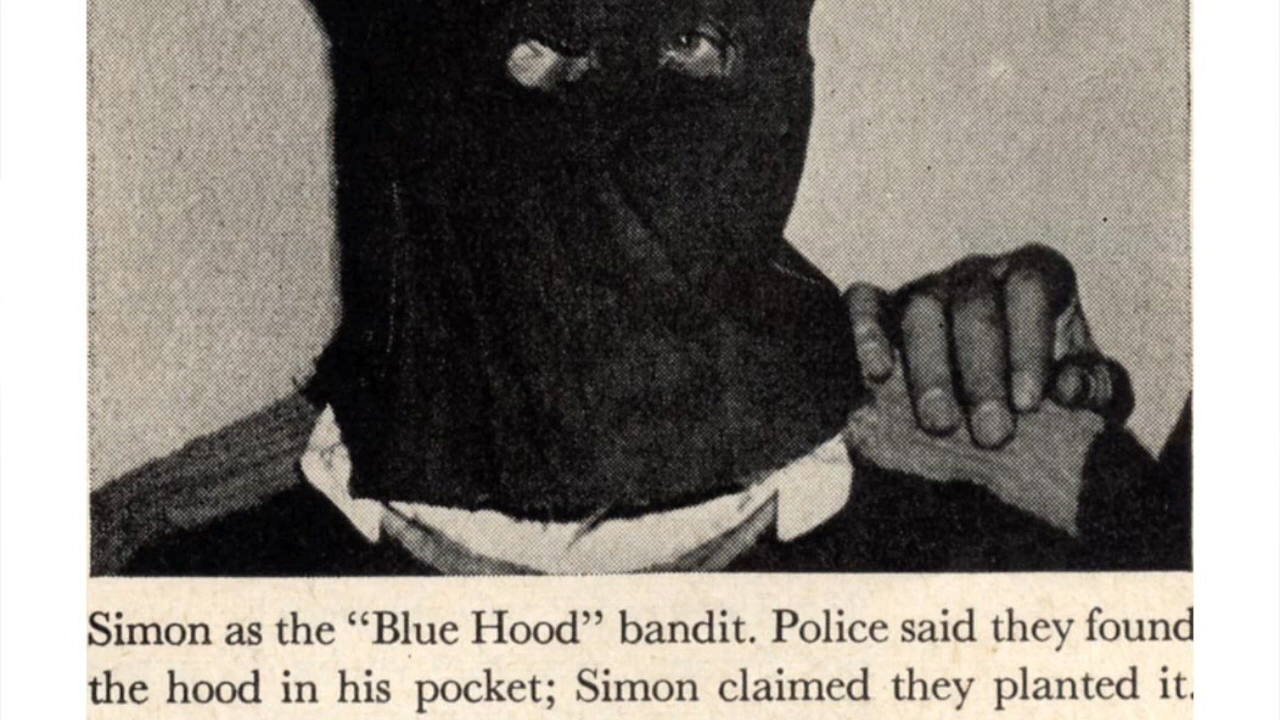 Simon as the “Blue Hood” bandit. Police said they found
the hood in his pocket; Simon claimed they planted it.